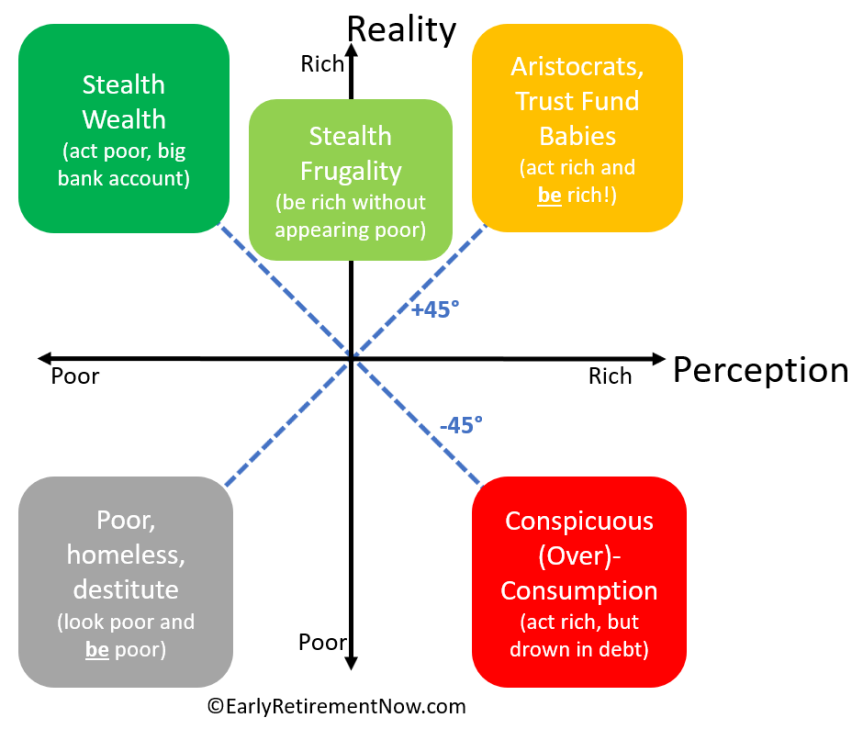 Reality
Rich
Stealth
Wealth
(act poor, big
bank account)
Stealth
Frugality
(be rich without
appearing poor)
Aristocrats,
Trust Fund
Babies
(act rich and
be rich!)
+45°
Poor
Rich
Perception
-45°
Poor,
homeless,
destitute
(look poor and
be poor)
Conspicuous
(Over)-
Consumption
(act rich, but
drown in debt)
Poor
©EarlyRetirementNow.com